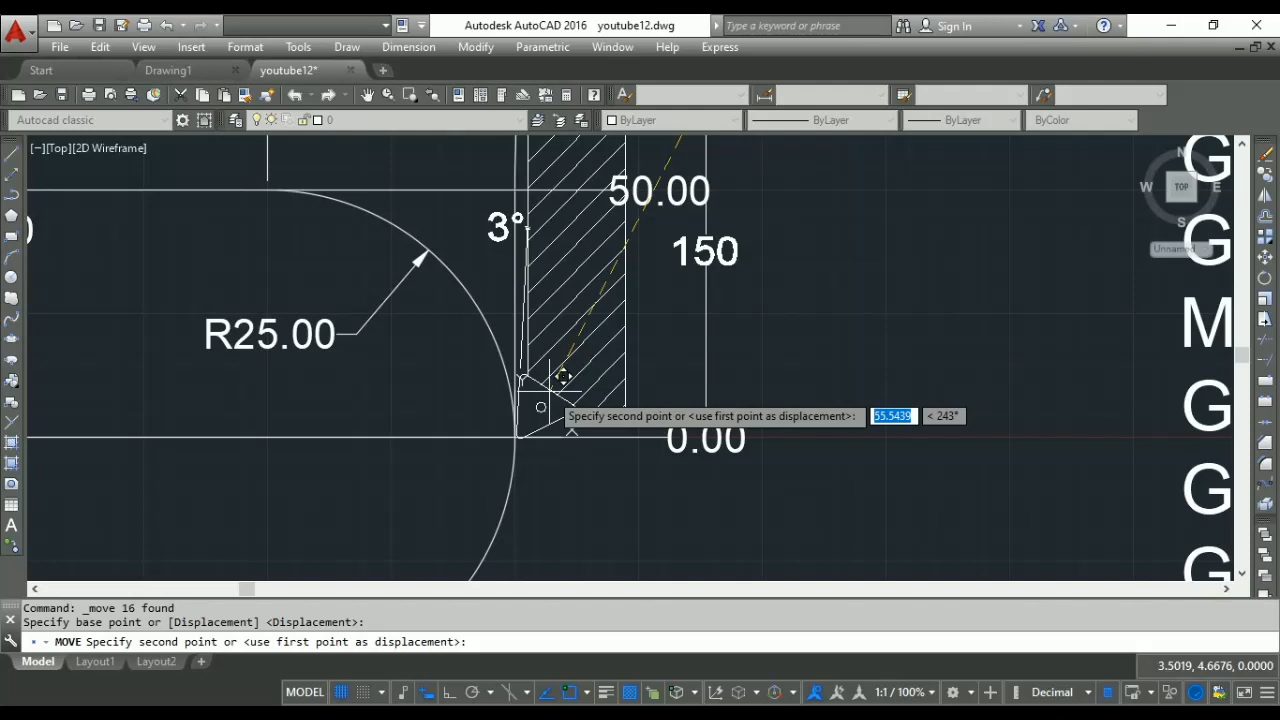 Autodesk AutoCAD 2016 youtube12.dwg
Type a keyword or phrase
Sign In
File Edit View Insert Format Tools Draw Dimension Modify Parametric Window Help Express
Start Drawing1 youtube12*
Autocad classic
0
ByLayer
ByLayer
ByLayer
ByColor
[−][Top][2D Wireframe]
N
W TOP E
S
Unnamed
50.00
3°
150
R25.00
0.00
G
G
M
G
G
G
Specify second point or <use first point as displacement>: 55.5439 < 243°
Command: _move 16 found
Specify base point or [Displacement] <Displacement>:
MOVE Specify second point or <use first point as displacement>:
Model Layout1 Layout2
3.5019, 4.6676, 0.0000
MODEL
1:1 / 100%
Decimal